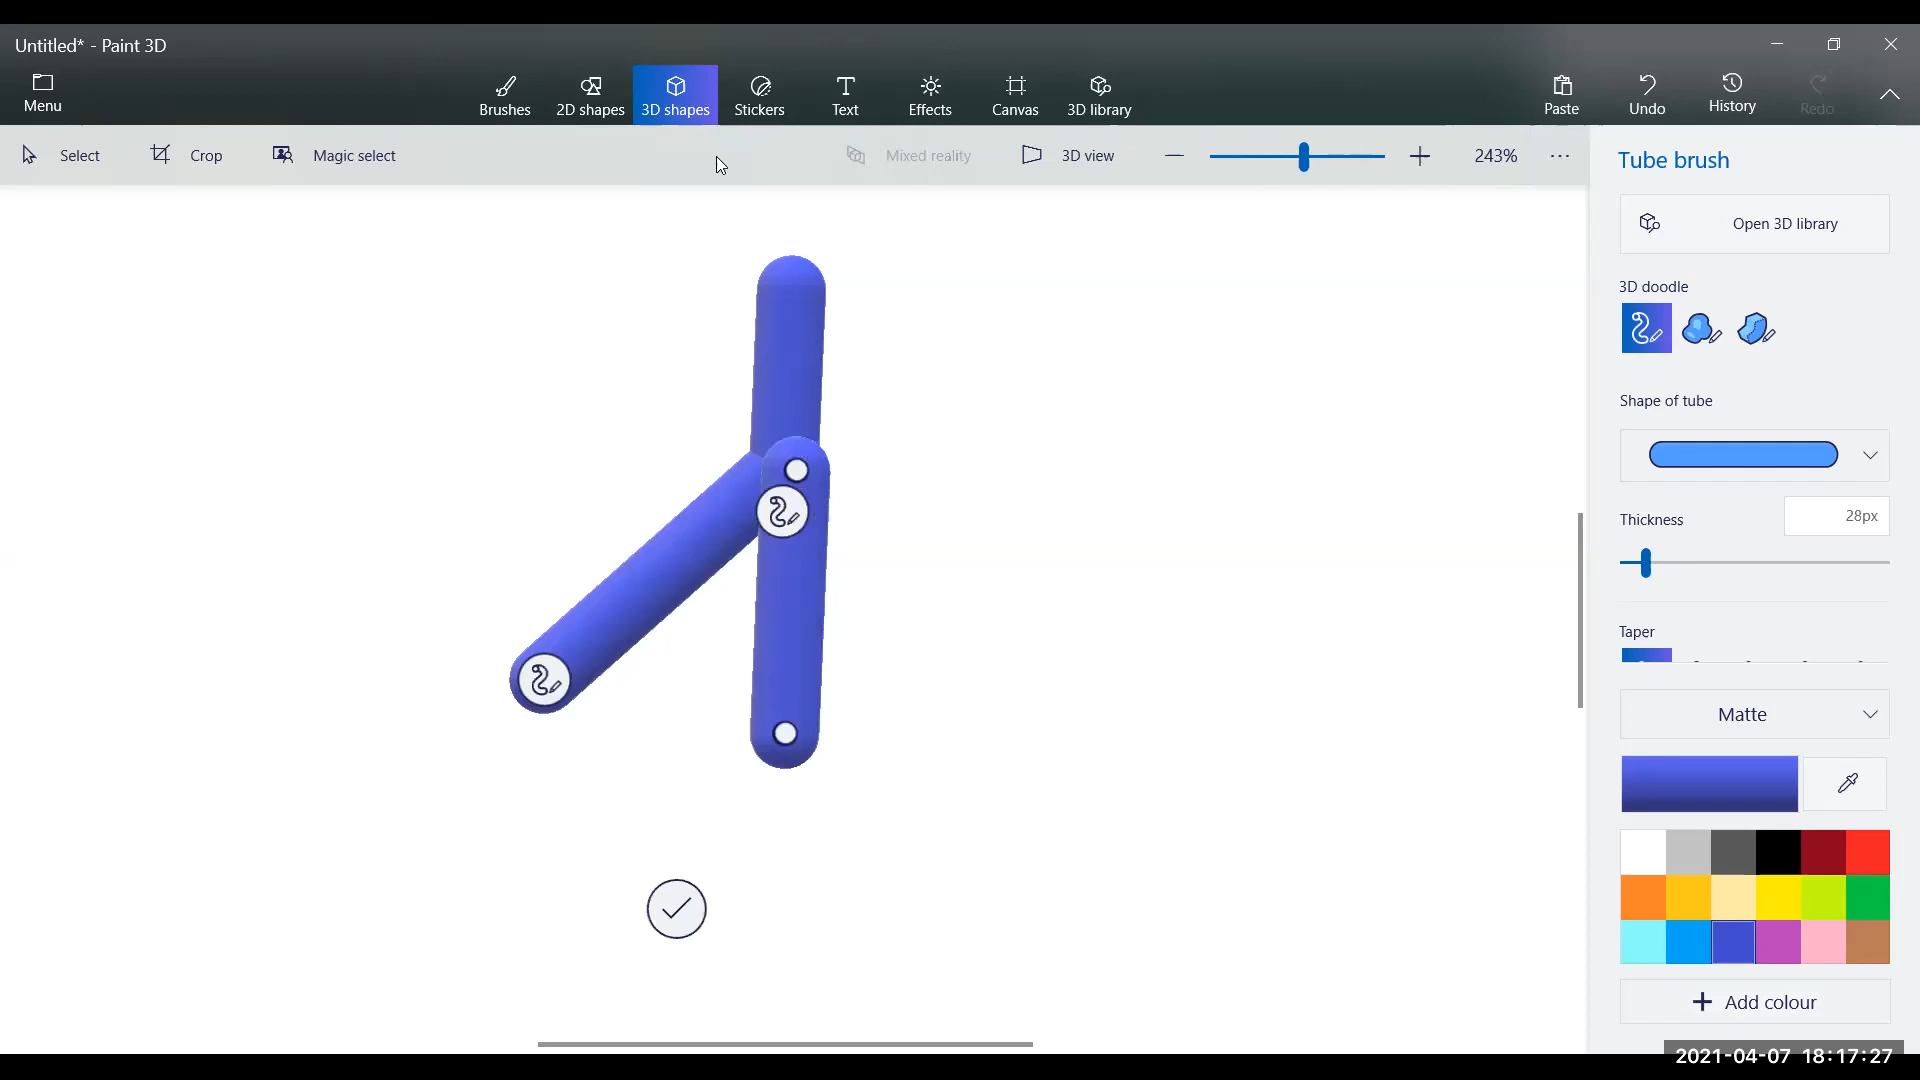 Untitled* - Paint 3D
Menu
Brushes
2D shapes
3D shapes
Stickers
Text
Effects
Canvas
3D library
Paste
Undo
History
Redo
Select
Crop
Magic select
Mixed reality
3D view
243%
Tube brush
Open 3D library
3D doodle
Shape of tube
Thickness
28px
Taper
Matte
Add colour
2021-04-07 18:17:27